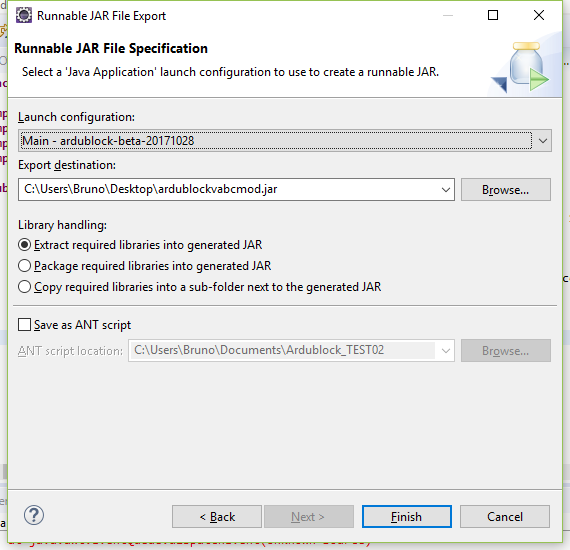 Runnable JAR File Export
Runnable JAR File Specification
Select a 'Java Application' launch configuration to use to create a runnable JAR.
Launch configuration:
Main - ardublock-beta-20171028
Export destination:
C:\Users\Bruno\Desktop\ardublockvabcmod.jar
Browse...
Library handling:
Extract required libraries into generated JAR
Package required libraries into generated JAR
Copy required libraries into a sub-folder next to the generated JAR
Save as ANT script
ANT script location:
C:\Users\Bruno\Documents\Ardublock_TEST02
Browse...
?
< Back
Next >
Finish
Cancel